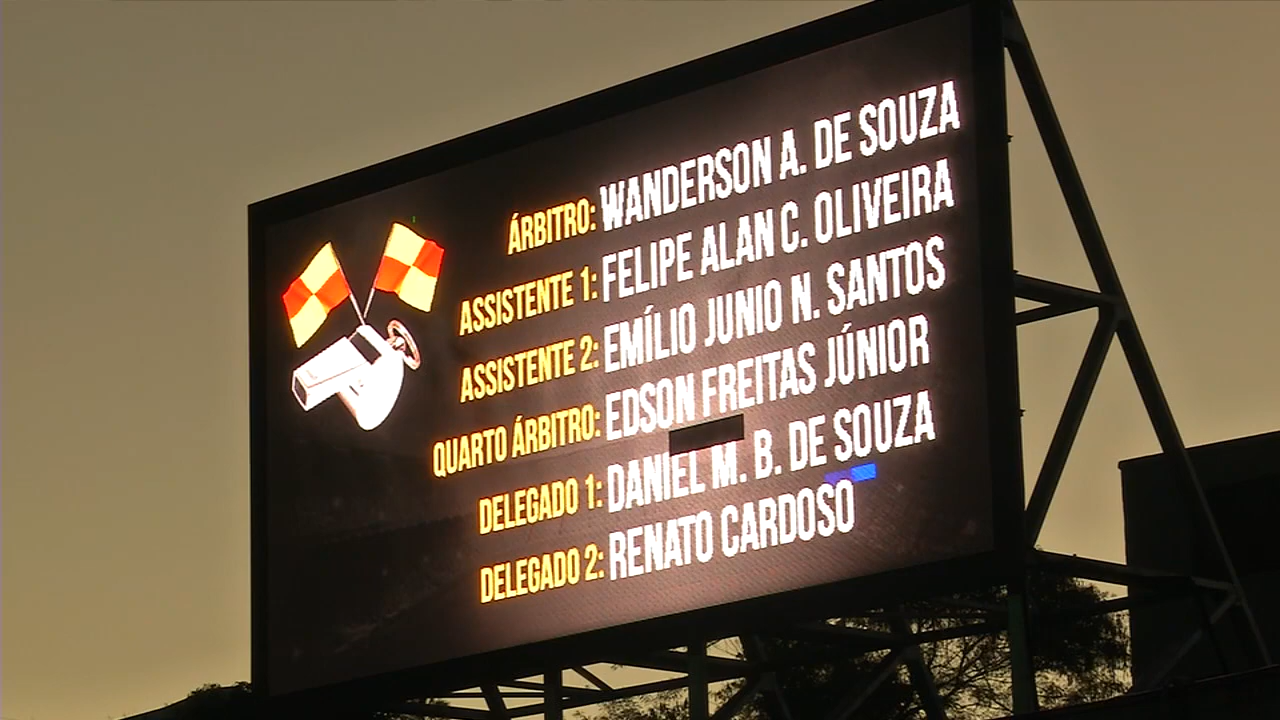 ÁRBITRO: WANDERSON A. DE SOUZA
ASSISTENTE 1: FELIPE ALAN C. OLIVEIRA
ASSISTENTE 2: EMÍLIO JUNIO N. SANTOS
QUARTO ÁRBITRO: EDSON FREITAS JÚNIOR
DELEGADO 1: DANIEL M. B. DE SOUZA
DELEGADO 2: RENATO CARDOSO